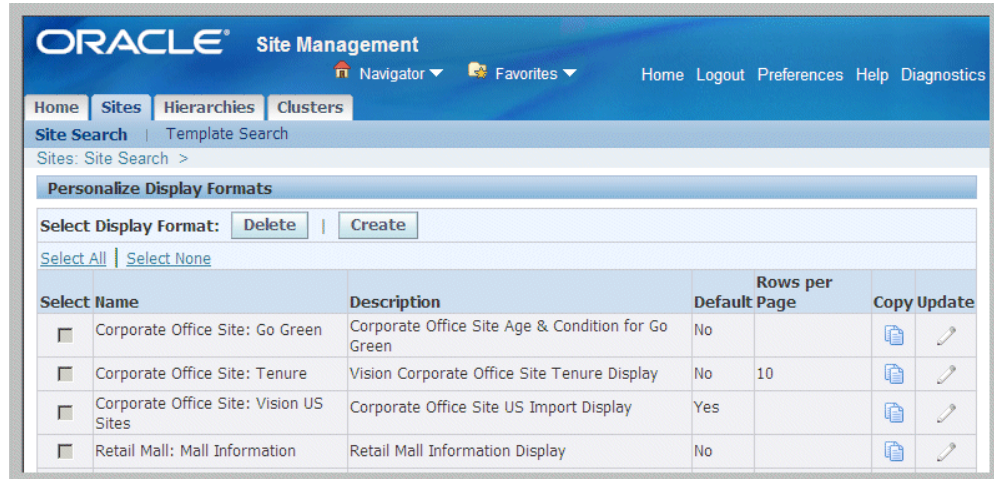 ORACLE® Site Management
Navigator Favorites Home Logout Preferences Help Diagnostics
Home Sites Hierarchies Clusters
Site Search | Template Search
Sites: Site Search >
Personalize Display Formats
Select Display Format: Delete | Create
Select All | Select None
Select Name Description Default Rows per Page Copy Update
Corporate Office Site: Go Green Corporate Office Site Age & Condition for Go Green No
Corporate Office Site: Tenure Vision Corporate Office Site Tenure Display No 10
Corporate Office Site: Vision US Sites Corporate Office Site US Import Display Yes
Retail Mall: Mall Information Retail Mall Information Display No